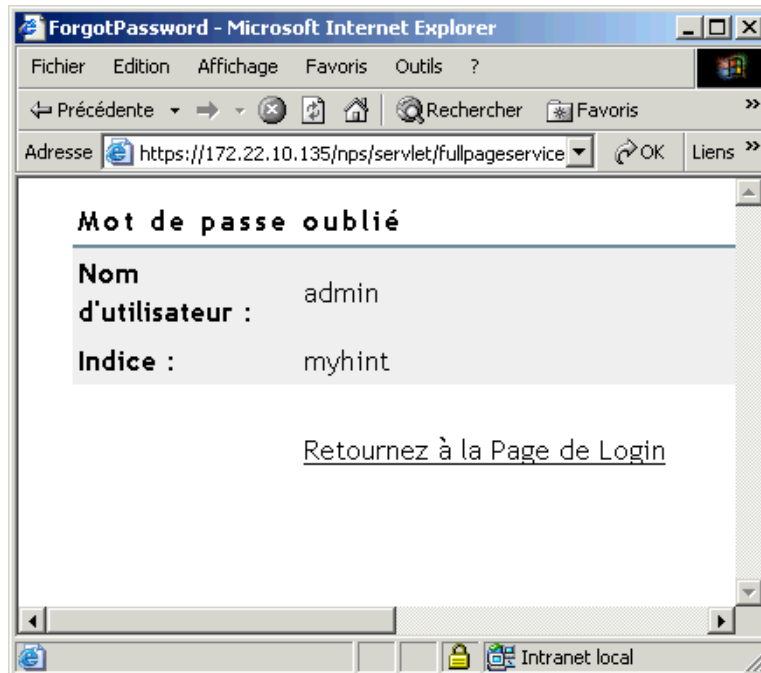 ForgotPassword - Microsoft Internet Explorer
Fichier Edition Affichage Favoris Outils ?
Précédente Rechercher Favoris »
Adresse https://172.22.10.135/nps/servlet/fullpageservice OK Liens »
Mot de passe oublié
Nom
d'utilisateur : admin
Indice : myhint
Retournez à la Page de Login
Intranet local